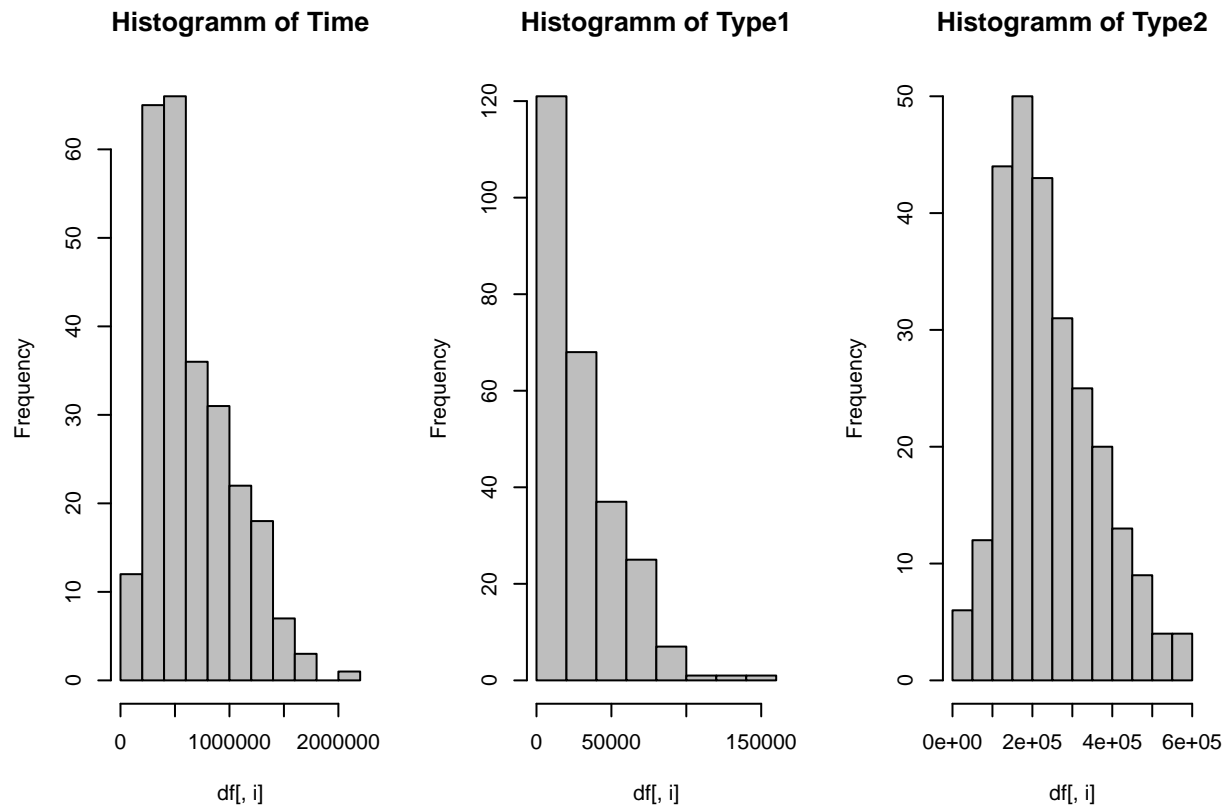 Histogramm of Time
Frequency
0 10 20 30 40 50 60
0 1000000 2000000
df[, i]
Histogramm of Type1
Frequency
0 20 40 60 80 100 120
0 50000 150000
df[, i]
Histogramm of Type2
Frequency
0 10 20 30 40 50
0e+00 2e+05 4e+05 6e+05
df[, i]